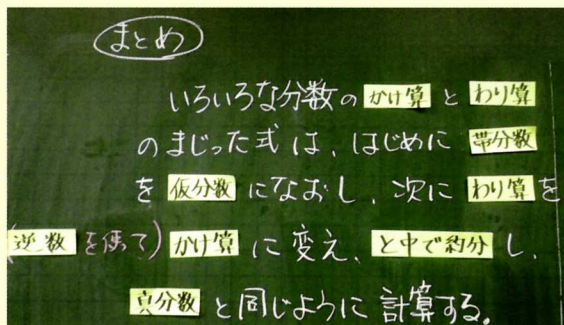 まとめ
いろいろな分数の かけ算 と わり算
のまじった式は、はじめに 帯分数
を 仮分数 になおし、次に わり算 を
(逆数 を使って) かけ算 に変え、と中で約分 し、
真分数 と同じように 計算する。